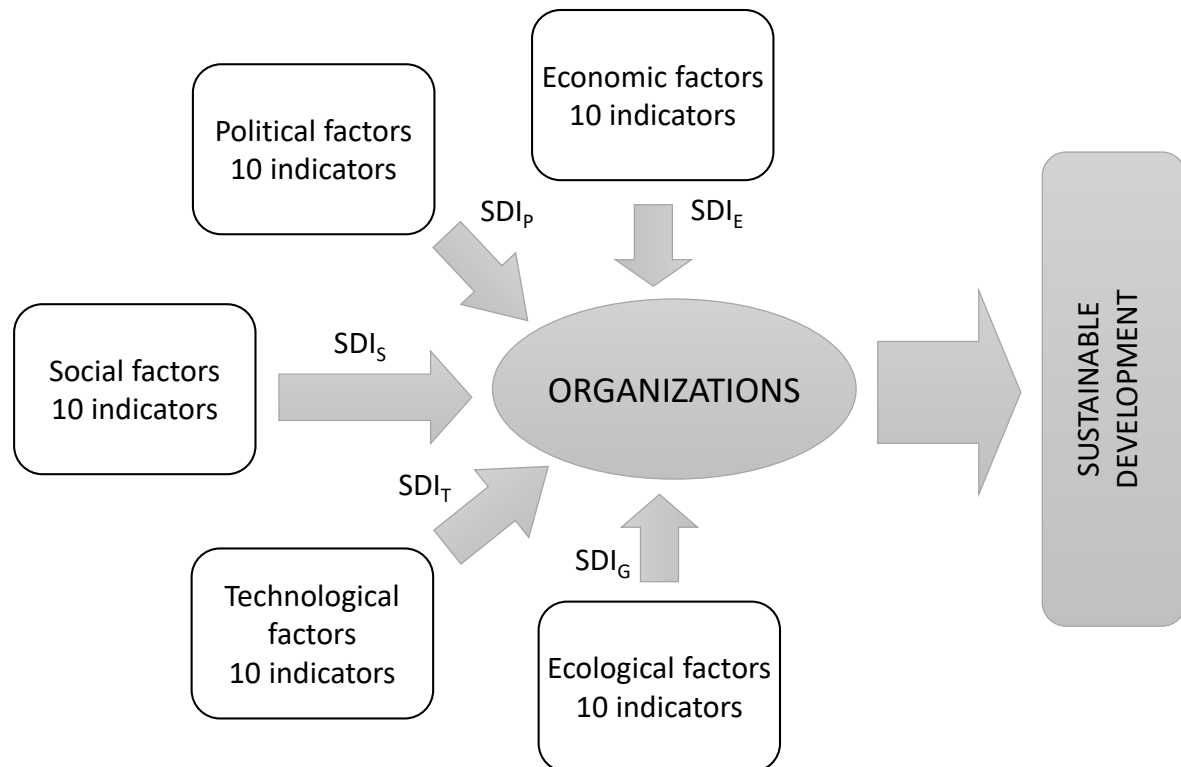 Economic factors
10 indicators
Political factors
10 indicators
SDI_P
SDI_E
Social factors
10 indicators
SDI_S
ORGANIZATIONS
SUSTAINABLE
DEVELOPMENT
SDI_T
Technological
factors
10 indicators
SDI_G
Ecological factors
10 indicators